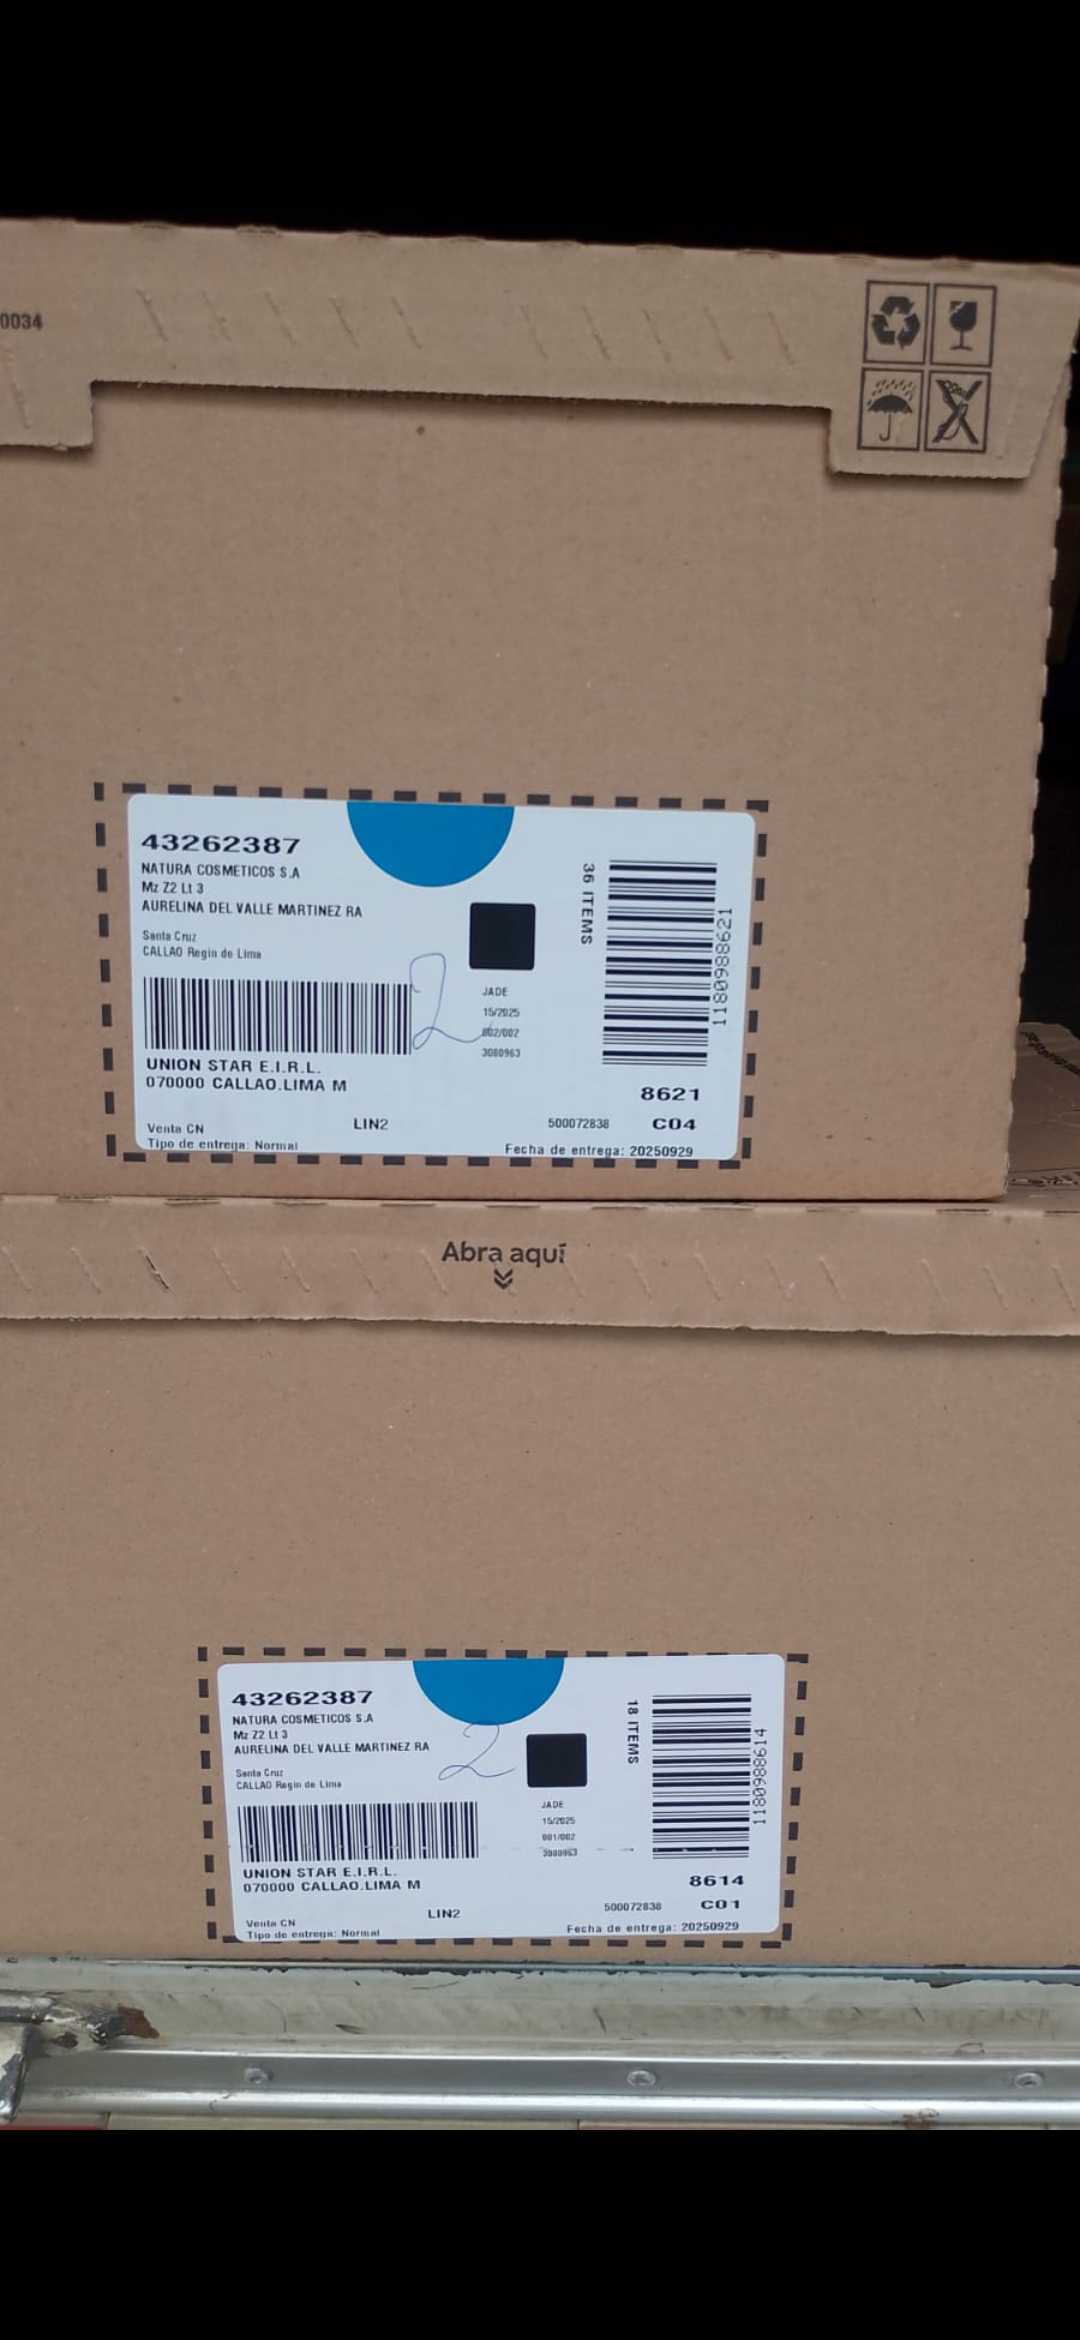 0034
43262387
NATURA COSMETICOS S.A
Mz Z2 Lt 3
AURELINA DEL VALLE MARTINEZ RA
Santa Cruz
CALLAO Regin de Lima
36 ITEMS
1180988621
2
JADE
15/2025
002/002
3080963
UNION STAR E.I.R.L.
070000 CALLAO.LIMA M
8621
LIN2
500072838
C04
Venta CN
Tipo de entrega: Normal
Fecha de entrega: 20250929
Abra aquí
43262387
NATURA COSMETICOS S.A
Mz Z2 Lt 3
AURELINA DEL VALLE MARTINEZ RA
Santa Cruz
CALLAO Regin de Lima
18 ITEMS
1180988614
2
JADE
15/2025
001/002
3080963
UNION STAR E.I.R.L.
070000 CALLAO.LIMA M
8614
LIN2
500072838
C01
Venta CN
Tipo de entrega: Normal
Fecha de entrega: 20250929